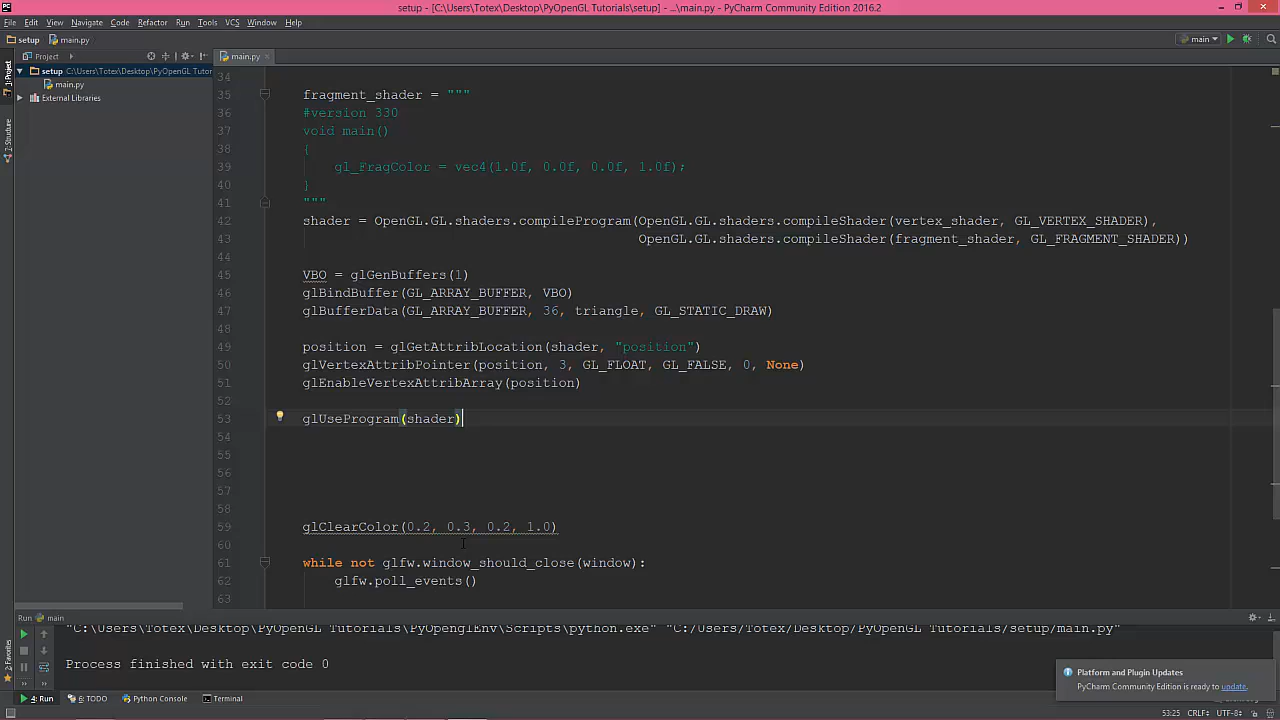 setup - [C:\Users\Totex\Desktop\PyOpenGL Tutorials\setup] - ...\main.py - PyCharm Community Edition 2016.2
File Edit View Navigate Code Refactor Run Tools VCS Window Help
setup main.py main
Project main.py
setup C:\Users\Totex\Desktop\PyOpenGL Tutor
main.py
External Libraries
1: Project
7: Structure
2: Favorites
34
35 fragment_shader = """
36 #version 330
37 void main()
38 {
39 gl_FragColor = vec4(1.0f, 0.0f, 0.0f, 1.0f);
40 }
41 """
42 shader = OpenGL.GL.shaders.compileProgram(OpenGL.GL.shaders.compileShader(vertex_shader, GL_VERTEX_SHADER),
43 OpenGL.GL.shaders.compileShader(fragment_shader, GL_FRAGMENT_SHADER))
44
45 VBO = glGenBuffers(1)
46 glBindBuffer(GL_ARRAY_BUFFER, VBO)
47 glBufferData(GL_ARRAY_BUFFER, 36, triangle, GL_STATIC_DRAW)
48
49 position = glGetAttribLocation(shader, "position")
50 glVertexAttribPointer(position, 3, GL_FLOAT, GL_FALSE, 0, None)
51 glEnableVertexAttribArray(position)
52
53 glUseProgram(shader)
54
55
56
57
58
59 glClearColor(0.2, 0.3, 0.2, 1.0)
60
61 while not glfw.window_should_close(window):
62 glfw.poll_events()
63
Run main
"C:\Users\Totex\Desktop\PyOpenGL Tutorials\PyOpenglEnv\Scripts\python.exe" "C:/Users/Totex/Desktop/PyOpenGL Tutorials/setup/main.py"
Process finished with exit code 0
Platform and Plugin Updates
PyCharm Community Edition is ready to update.
4: Run 6: TODO Python Console Terminal
53:25 CRLF÷ UTF-8÷